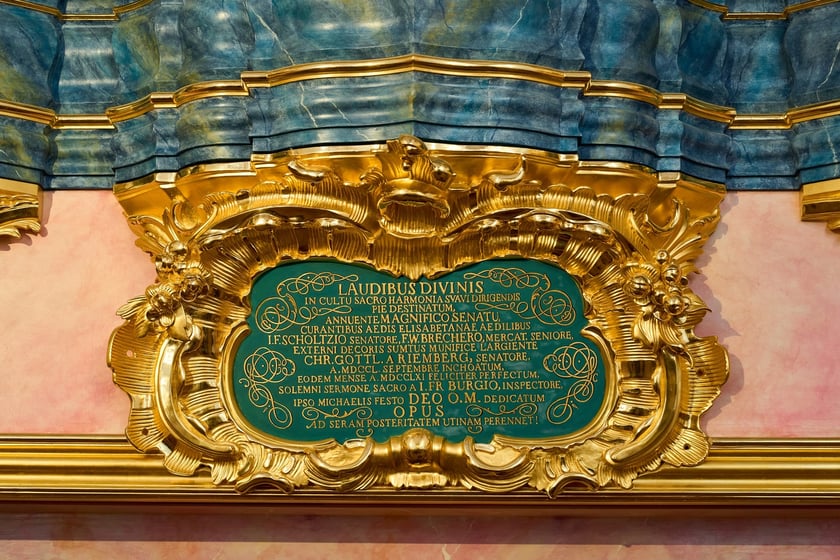 LAUDIBUS DIVINIS
IN CULTU SACRO HARMONIA SVAVI DIRIGENDIS
PIE DESTINATUM,
ANNUENTE MAGNIFICO SENATU,
CURANTIBUS AEDIS ELISABETANAE AEDILIBUS
I.F. SCHOLTZIO SENATORE, F.W. BRECHERO, MERCAT. SENIORE,
EXTERNI DECORIS SUMTUS MUNIFICE LARGIENTE
CHR. GOTTL. A RIEMBERG, SENATORE.
A. MDCCL. SEPTEMBRE INCHOATUM,
EODEM MENSE A. MDCCLXI. FELICITER PERFECTUM,
SOLEMNI SERMONE SACRO A I. FR. BURGIO, INSPECTORE,
IPSO MICHAELIS FESTO DEO O.M. DEDICATUM
OPUS
AD SERAM POSTERITATEM UTINAM PERENNET!